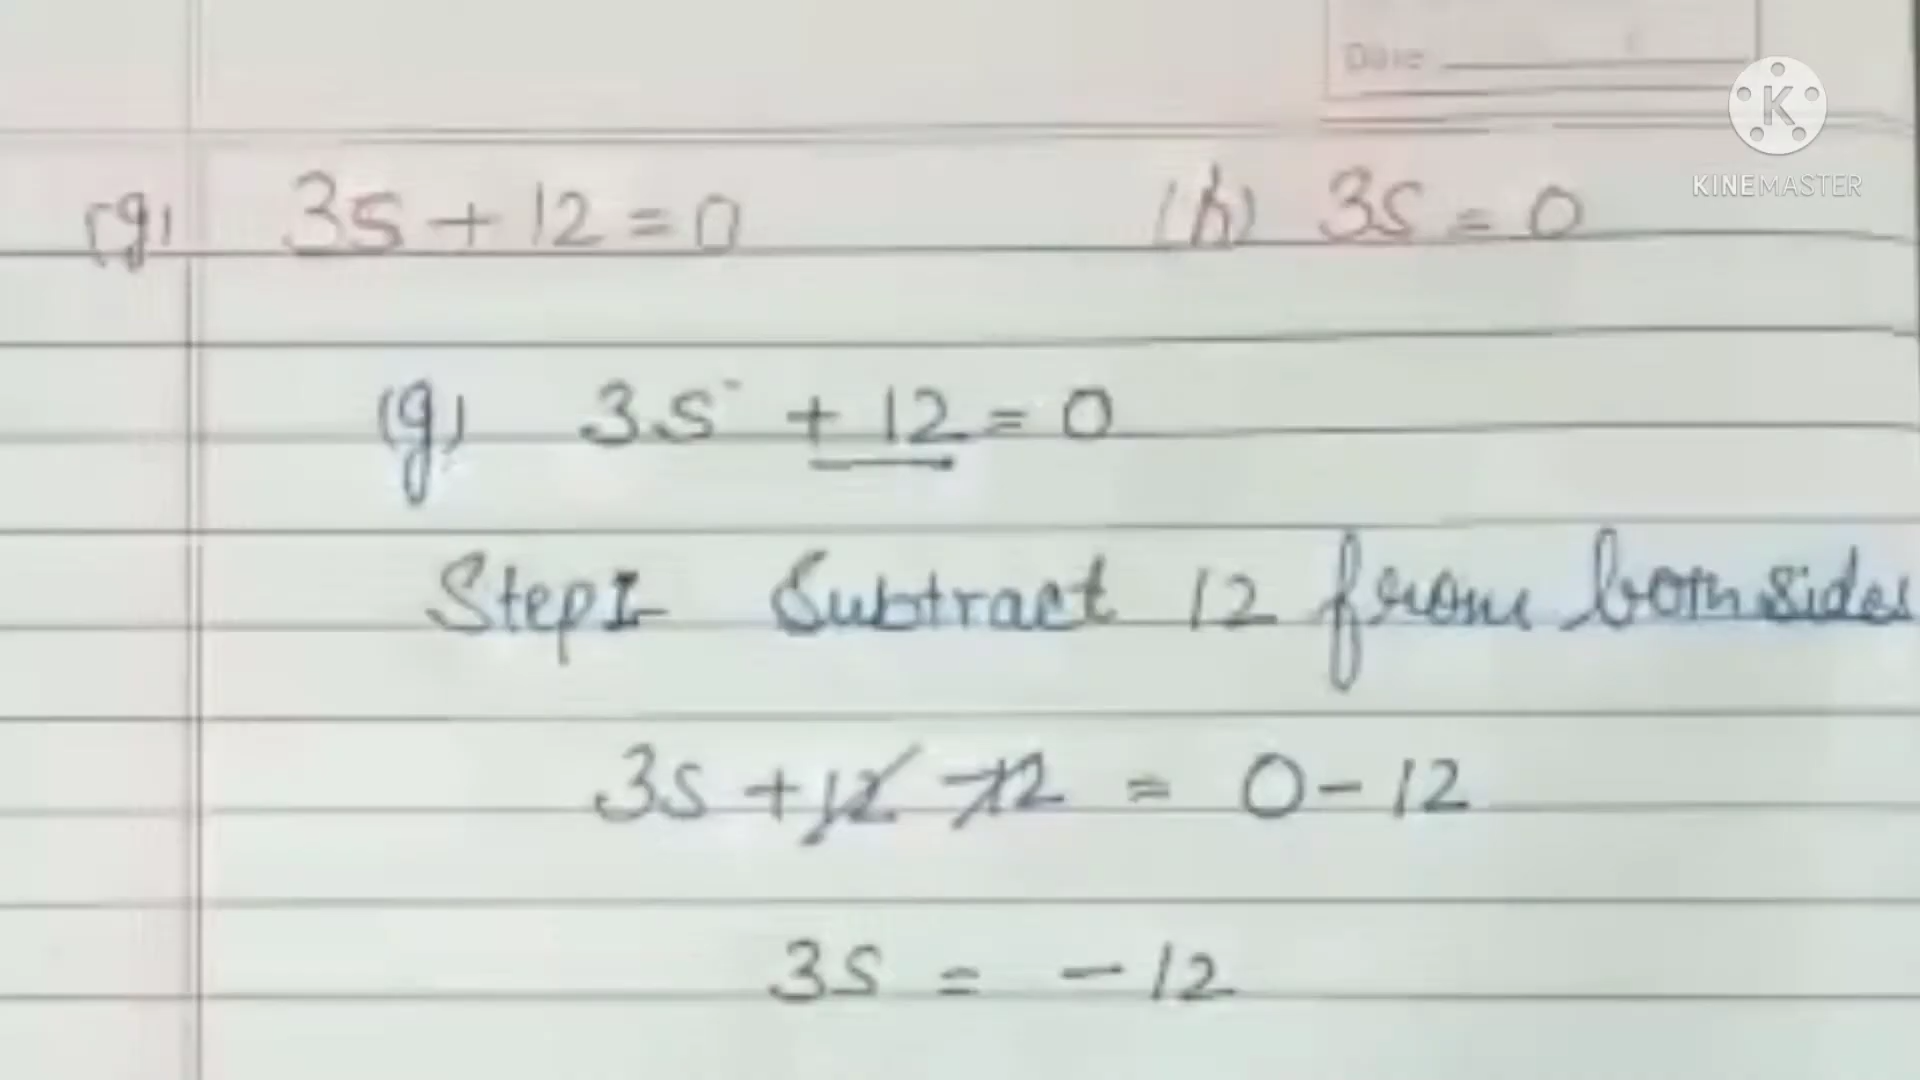 Date
KINEMASTER
(g) 3s + 12 = 0 (h) 3s = 0
(g) 3s + 12 = 0
Step1 Subtract 12 from both sides
3s + 12 - 12 = 0 - 12
3s = - 12